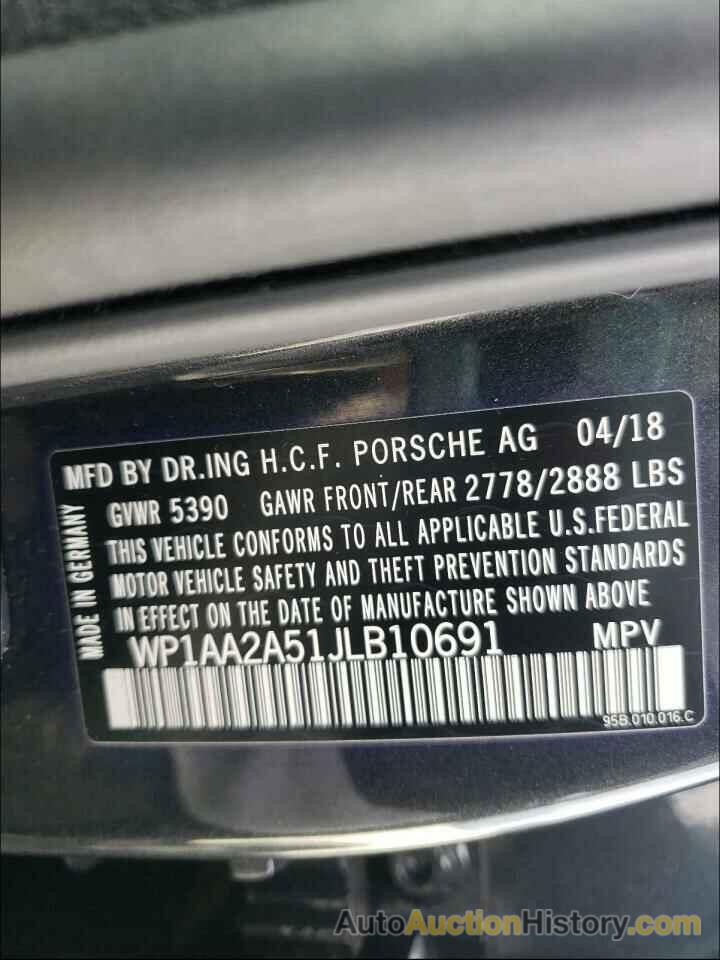 MFD BY DR.ING H.C.F. PORSCHE AG 04/18
GVWR 5390 GAWR FRONT/REAR 2778/2888 LBS
THIS VEHICLE CONFORMS TO ALL APPLICABLE U.S.FEDERAL
MOTOR VEHICLE SAFETY AND THEFT PREVENTION STANDARDS
IN EFFECT ON THE DATE OF MANUFACTURE SHOWN ABOVE
WP1AA2A51JLB10691 MPV
95B.010.016.C
MADE IN GERMANY
AutoAuctionHistory.com